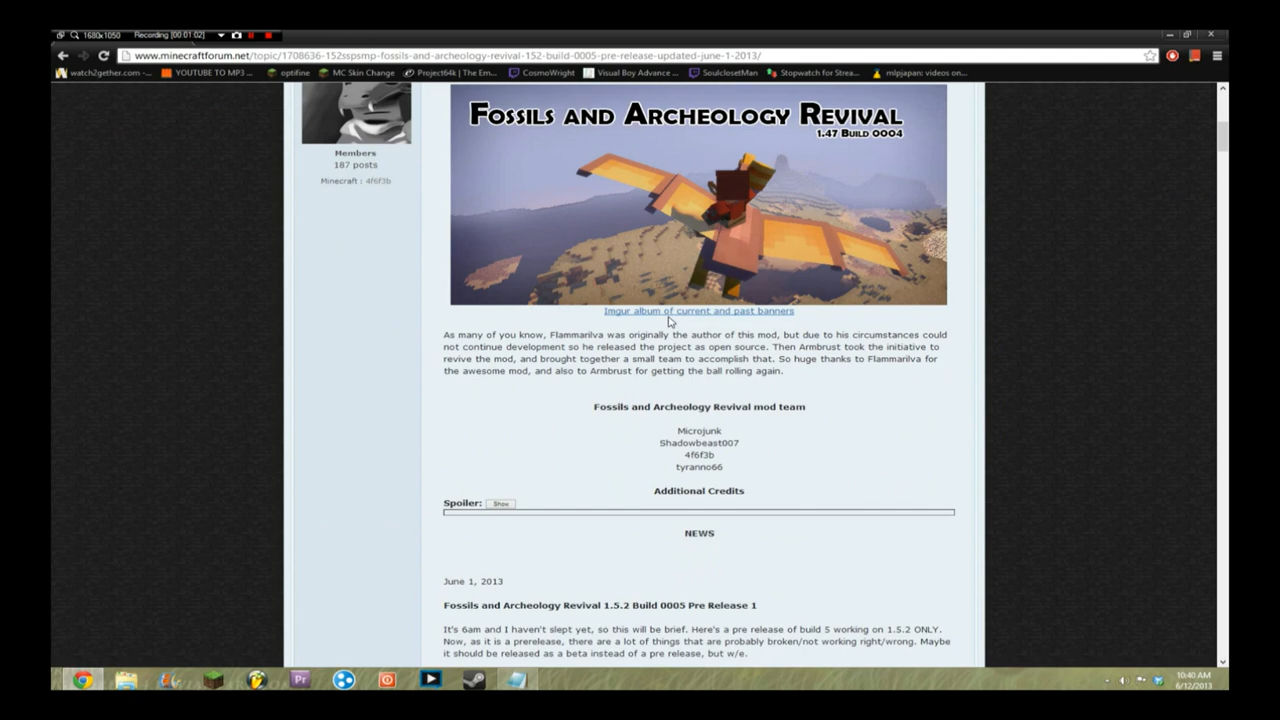 1680x1050 Recording [00:01:02]
www.minecraftforum.net/topic/1708636-152sspsmp-fossils-and-archeology-revival-152-build-0005-pre-release-updated-june-1-2013/
watch2gether.com -... YOUTUBE TO MP3 ... optifine MC Skin Change Project64k | The Em... CosmoWright Visual Boy Advance ... SoulclosetMan Stopwatch for Strea... mlpjapan: videos on...
FOSSILS AND ARCHEOLOGY REVIVAL
1.47 BUILD 0004
Members
187 posts
Minecraft : 4f6f3b
Imgur album of current and past banners
As many of you know, Flammarilva was originally the author of this mod, but due to his circumstances could
not continue development so he released the project as open source. Then Armbrust took the initiative to
revive the mod, and brought together a small team to accomplish that. So huge thanks to Flammarilva for
the awesome mod, and also to Armbrust for getting the ball rolling again.
Fossils and Archeology Revival mod team
Microjunk
Shadowbeast007
4f6f3b
tyranno66
Additional Credits
Spoiler: Show
NEWS
June 1, 2013
Fossils and Archeology Revival 1.5.2 Build 0005 Pre Release 1
It's 6am and I haven't slept yet, so this will be brief. Here's a pre release of build 5 working on 1.5.2 ONLY.
Now, as it is a prerelease, there are a lot of things that are probably broken/not working right/wrong. Maybe
it should be released as a beta instead of a pre release, but w/e.
Pr
10:40 AM
6/12/2013